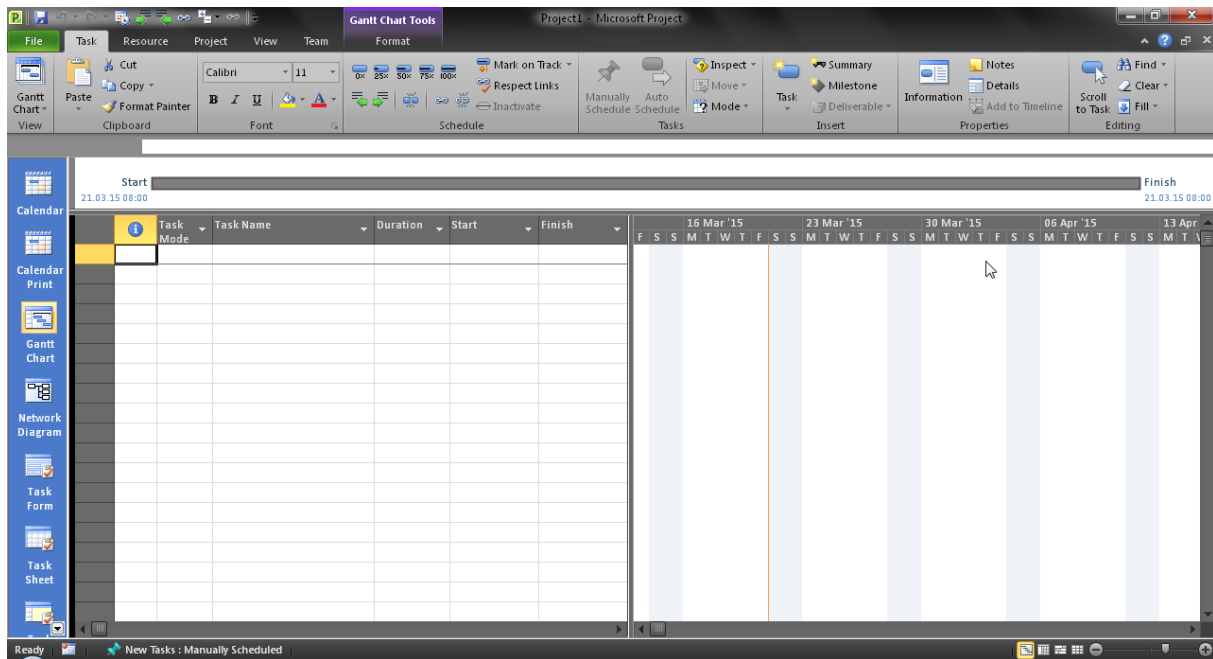 Gantt Chart Tools Project1 - Microsoft Project
File Task Resource Project View Team Format
Cut Calibri 11 0× 25× 50× 75× 100× Mark on Track Inspect Summary Notes Find
Copy Respect Links Move Milestone Details Clear
Gantt Chart Paste Format Painter B I U A Inactivate Manually Schedule Auto Schedule Mode Task Deliverable Information Add to Timeline Scroll to Task Fill
View Clipboard Font Schedule Tasks Insert Properties Editing
Start Finish
21.03.15 08:00 21.03.15 08:00
Calendar
Calendar
Print
Gantt
Chart
Network
Diagram
Task
Form
Task
Sheet
Task Mode Task Name Duration Start Finish
16 Mar '15 23 Mar '15 30 Mar '15 06 Apr '15 13 Apr
F S S M T W T F S S M T W T F S S M T W T F S S M T W T F S S M T
Ready New Tasks : Manually Scheduled